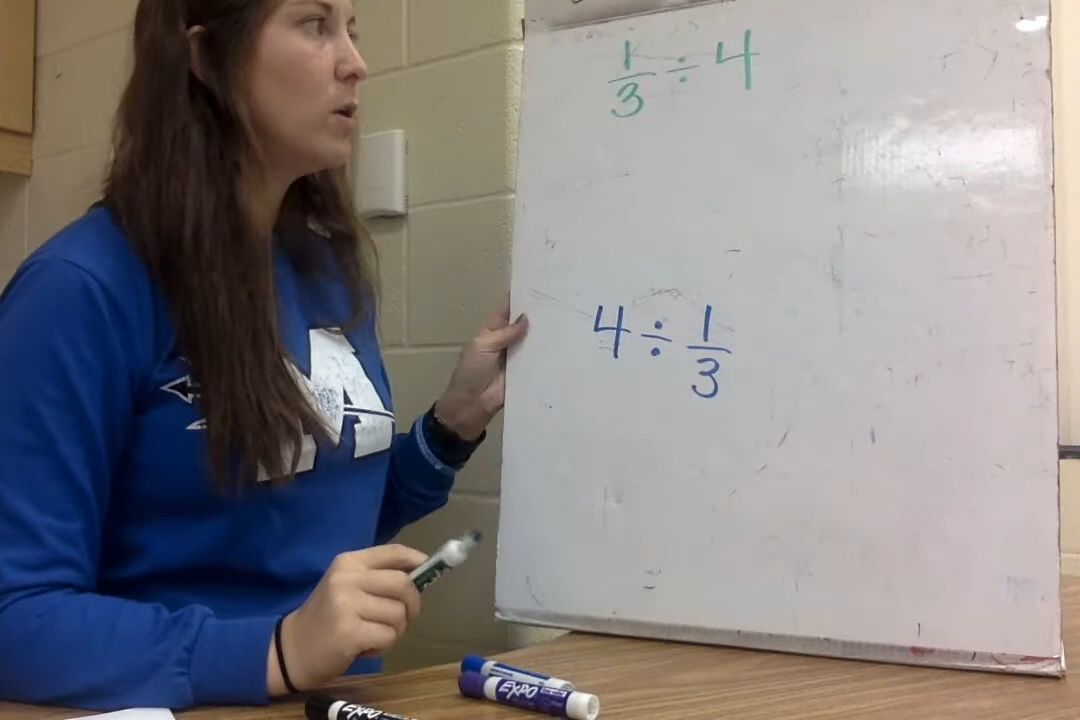 1/3 ÷ 4
4 ÷ 1/3
A
EXPO
EXPO